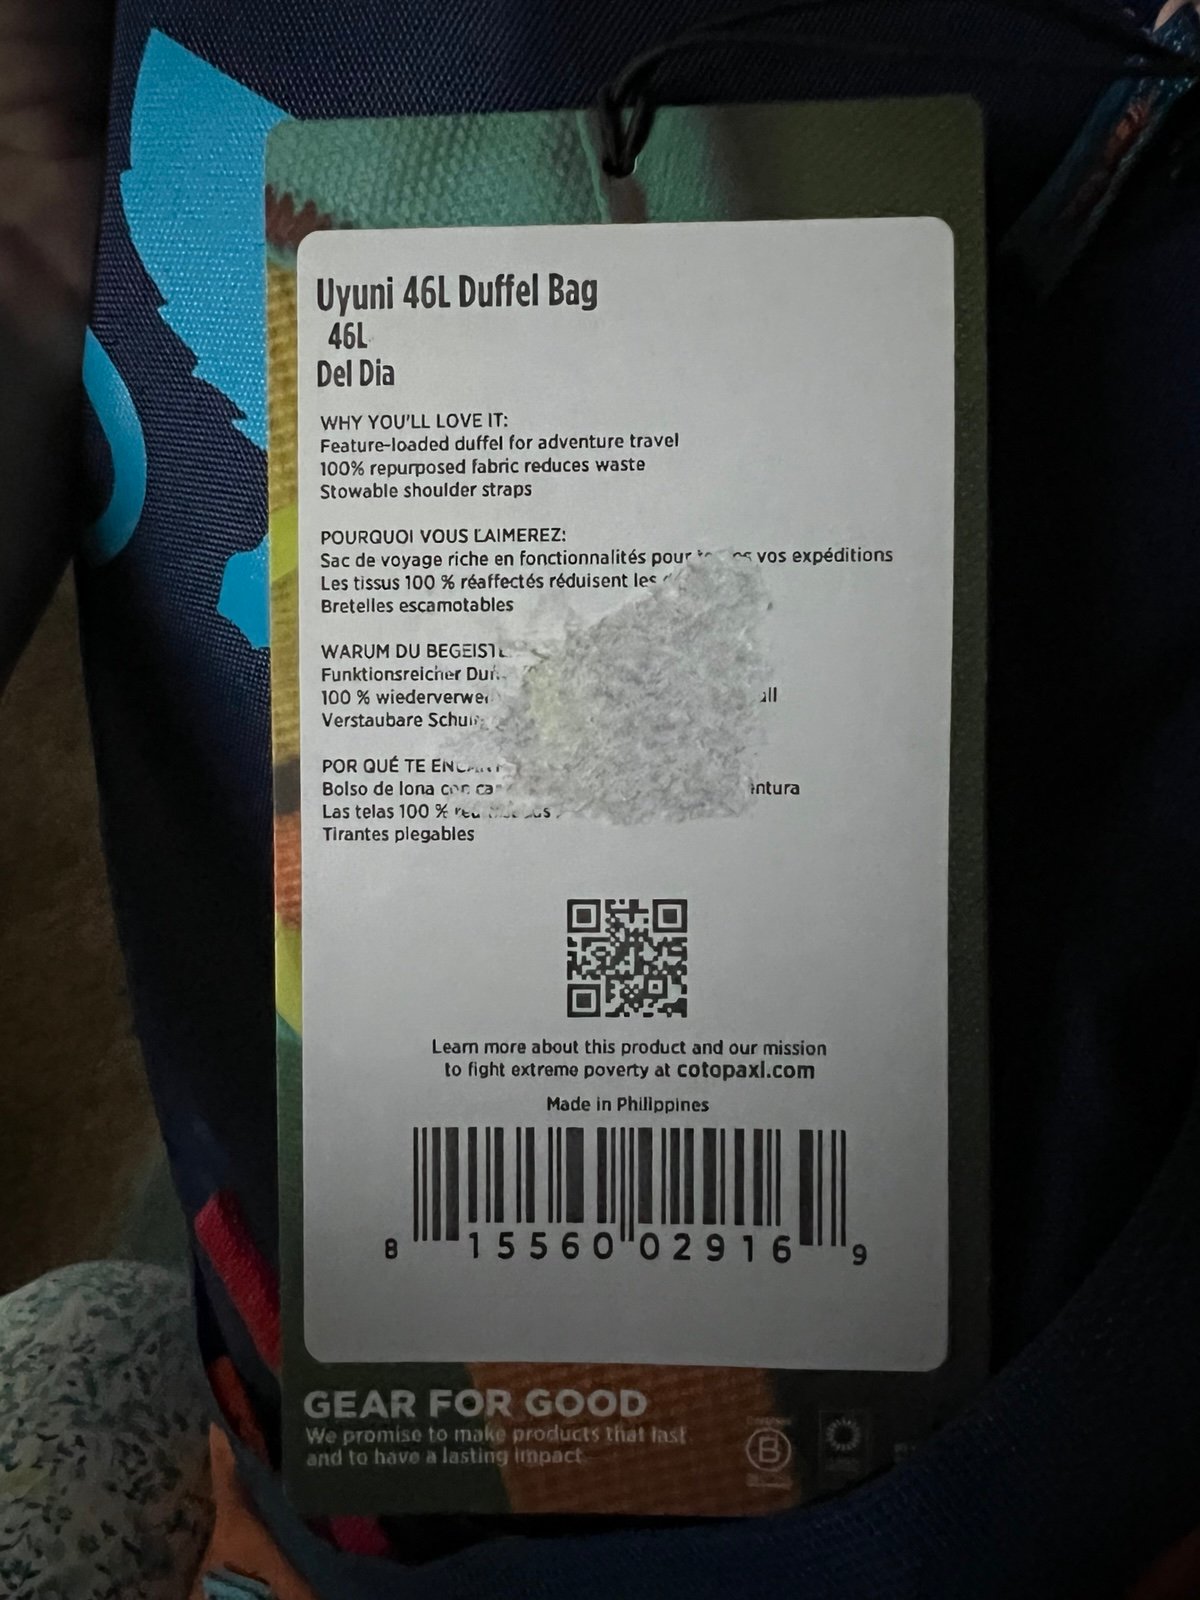 Uyuni 46L Duffel Bag
46L
Del Dia
WHY YOU'LL LOVE IT:
Feature-loaded duffel for adventure travel
100% repurposed fabric reduces waste
Stowable shoulder straps
POURQUOI VOUS L'AIMEREZ:
Sac de voyage riche en fonctionnalités pour vos expéditions
Les tissus 100 % réaffectés réduisent les
Bretelles escamotables
WARUM DU
Funktionsreicher
100 %
Verstaubare
POR QUÉ TE
Bolso de lona
Las telas 100 %
Tirantes plegables
Learn more about this product and our mission
to fight extreme poverty at cotopaxI.com
Made in Philippines
8 15560 02916 9
GEAR FOR GOOD
We promise to make products that last
and to have a lasting impact
B